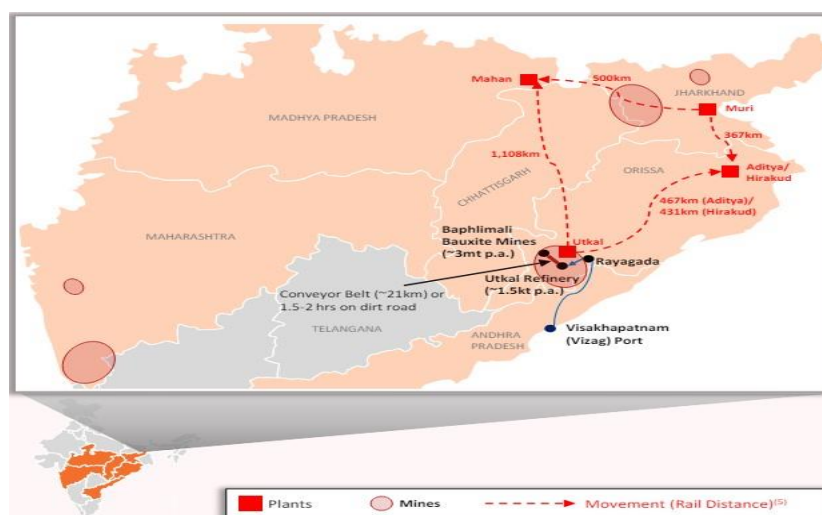 Mahan
500km
JHARKHAND
Muri
MADHYA PRADESH
367km
1,108km
ORISSA
Aditya/
Hirakud
CHHATTISGARH
467km (Aditya)/
431km (Hirakud)
MAHARASHTRA
Baphlimali
Bauxite Mines
(~3mt p.a.)
Utkal
Rayagada
Utkal Refinery
(~1.5kt p.a.)
Conveyor Belt (~21km) or
1.5-2 hrs on dirt road
TELANGANA
ANDHRA
PRADESH
Visakhapatnam
(Vizag) Port
Plants
Mines
Movement (Rail Distance)(5)